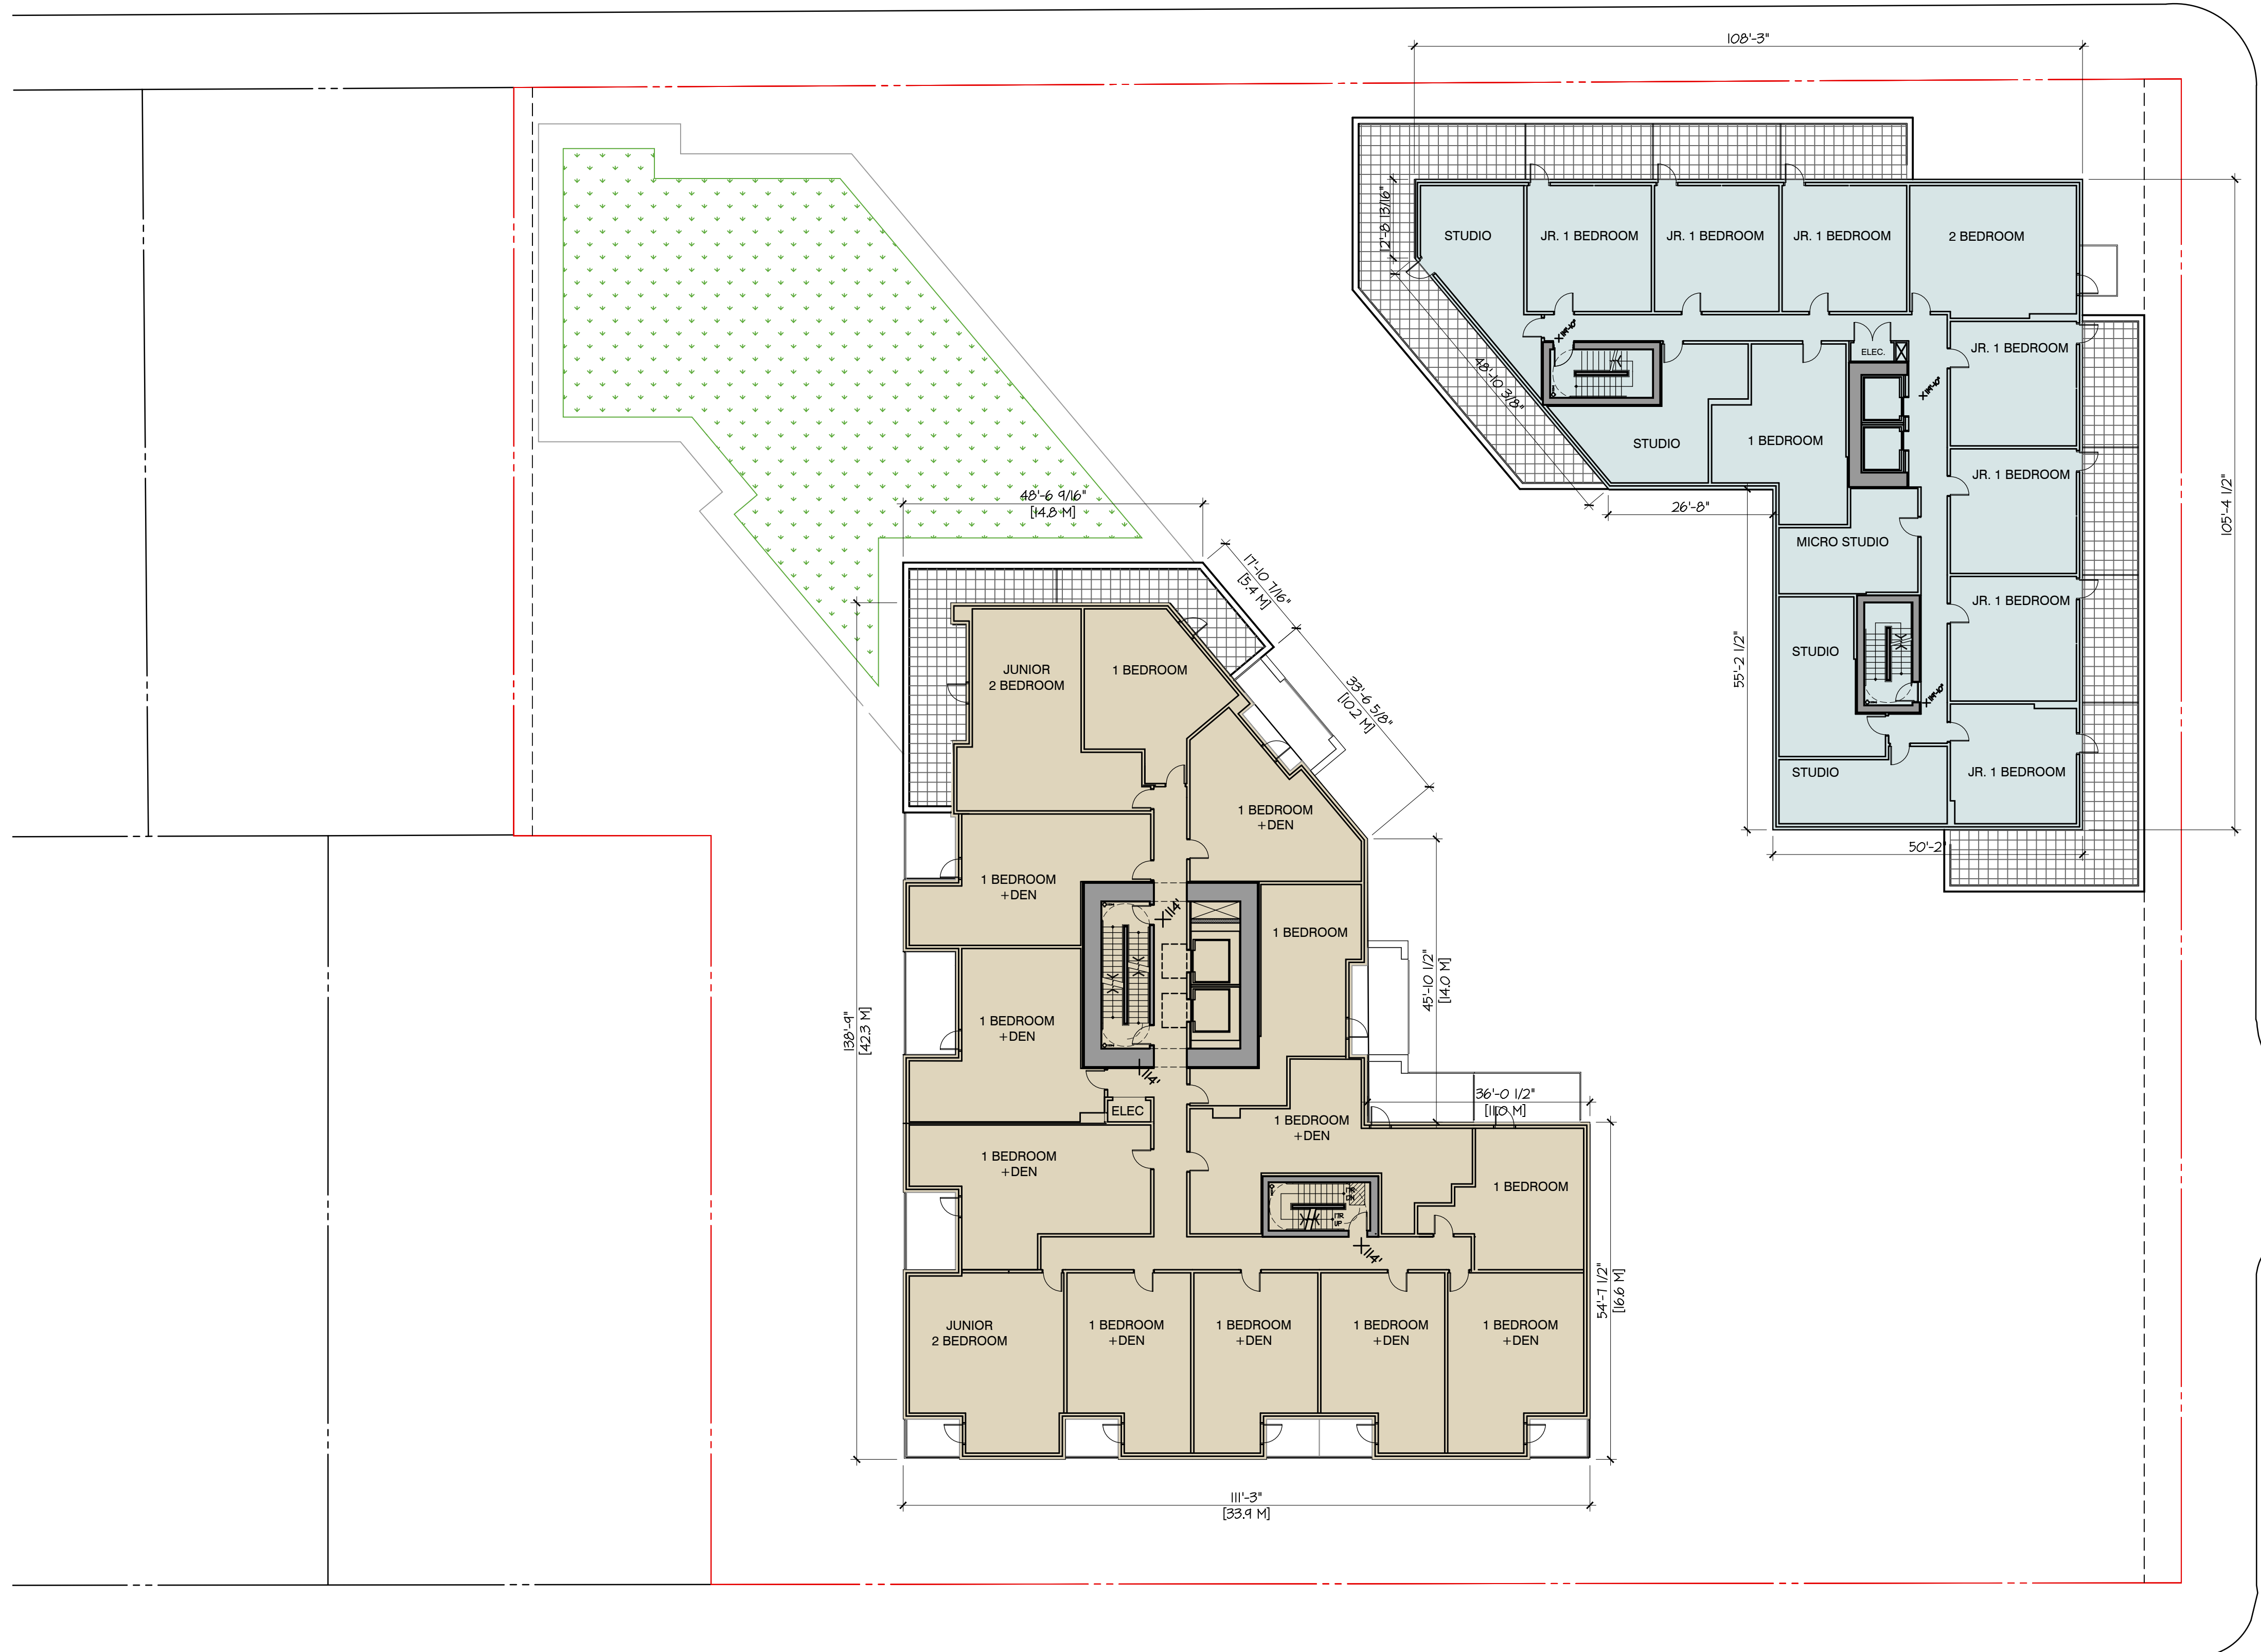 108'-3"
12'-8 13/16"
STUDIO
JR. 1 BEDROOM
JR. 1 BEDROOM
JR. 1 BEDROOM
2 BEDROOM
ELEC.
JR. 1 BEDROOM
48'-10 3/8"
STUDIO
1 BEDROOM
JR. 1 BEDROOM
105'-4 1/2"
26'-8"
MICRO STUDIO
JR. 1 BEDROOM
STUDIO
55'-2 1/2"
STUDIO
JR. 1 BEDROOM
50'-2"
48'-6 9/16"
[14.8 M]
17'-10 7/16"
[5.4 M]
33'-6 5/8"
[10.2 M]
JUNIOR
2 BEDROOM
1 BEDROOM
1 BEDROOM
+DEN
1 BEDROOM
+DEN
114'
1 BEDROOM
45'-10 1/2"
[14.0 M]
138'-9"
[42.3 M]
1 BEDROOM
+DEN
114'
ELEC
36'-0 1/2"
[11.0 M]
1 BEDROOM
+DEN
1 BEDROOM
+DEN
1 BEDROOM
UP
114'
54'-7 1/2"
[16.6 M]
JUNIOR
2 BEDROOM
1 BEDROOM
+DEN
1 BEDROOM
+DEN
1 BEDROOM
+DEN
1 BEDROOM
+DEN
111'-3"
[33.9 M]